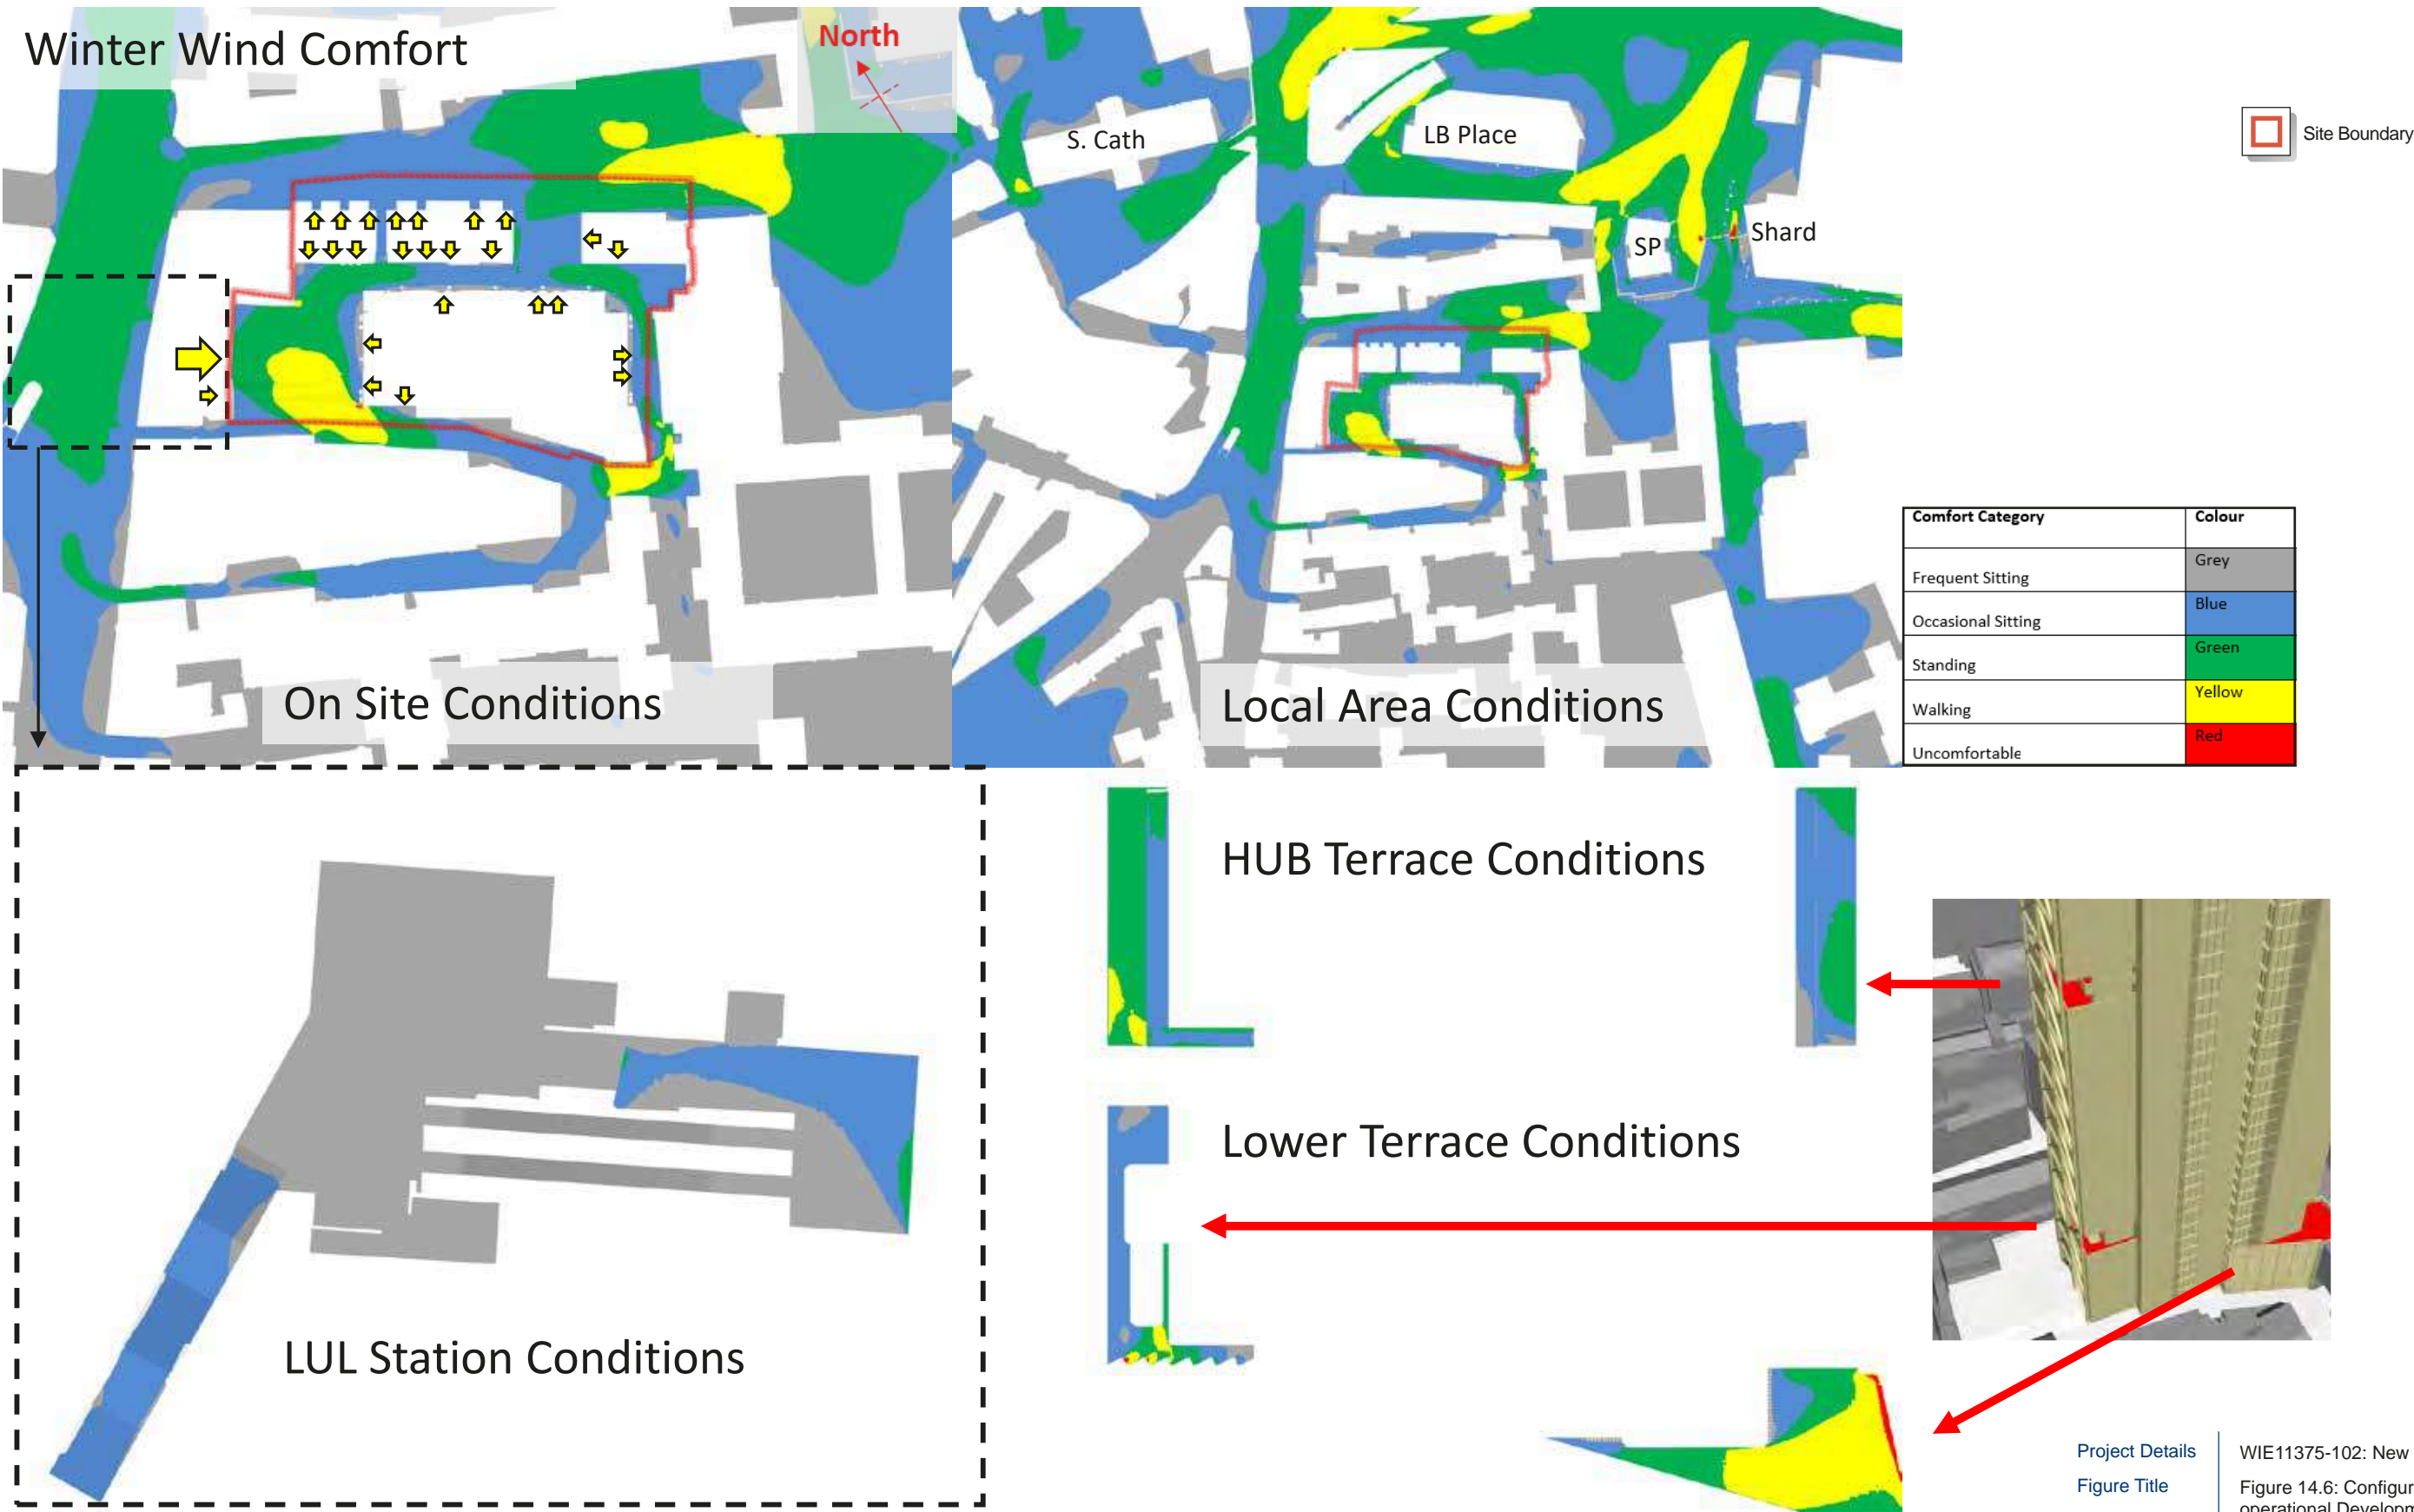 Winter Wind Comfort
North
S. Cath
LB Place
SP
Shard
Site Boundary
On Site Conditions
Local Area Conditions
Comfort Category Colour
Frequent Sitting Grey
Occasional Sitting Blue
Standing Green
Walking Yellow
Uncomfortable Red
HUB Terrace Conditions
Lower Terrace Conditions
LUL Station Conditions
Project Details WIE11375-102: New
Figure Title Figure 14.6: Configur
operational Developm